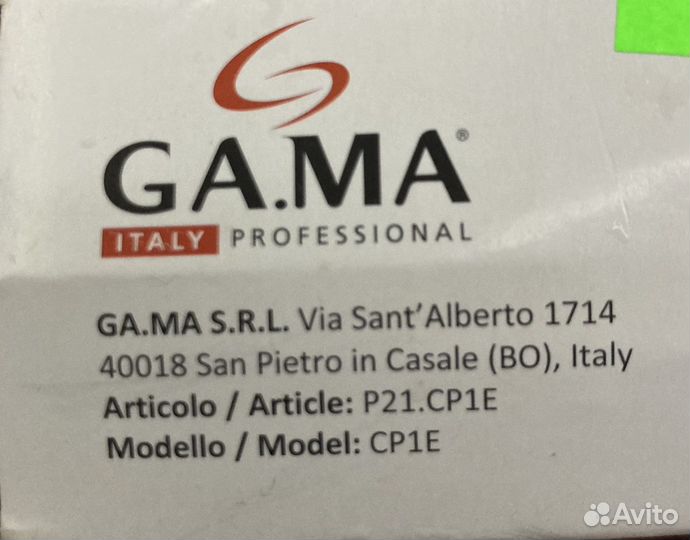 GA.MA®
ITALY PROFESSIONAL
GA.MA S.R.L. Via Sant'Alberto 1714
40018 San Pietro in Casale (BO), Italy
Articolo / Article: P21.CP1E
Modello / Model: CP1E
Avito